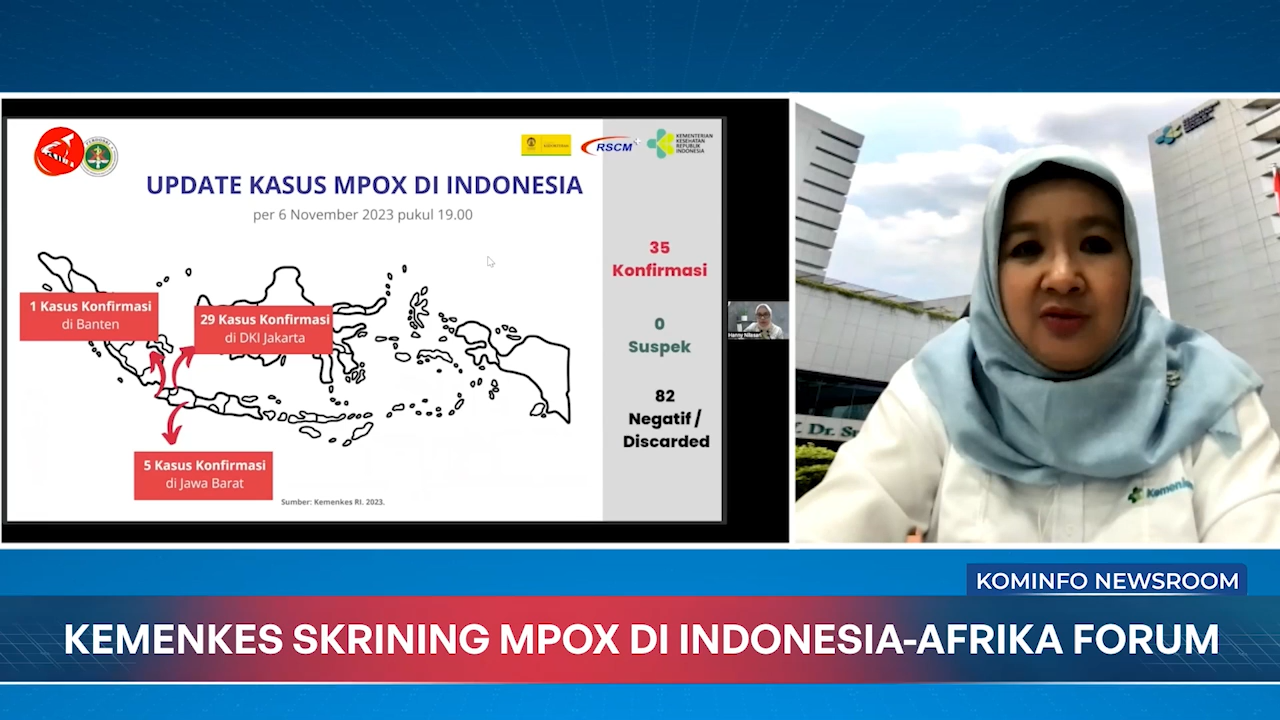 UPDATE KASUS MPOX DI INDONESIA
per 6 November 2023 pukul 19.00
RSCM
KEMENTERIAN
KESEHATAN
REPUBLIK
INDONESIA
1 Kasus Konfirmasi
di Banten
29 Kasus Konfirmasi
di DKI Jakarta
5 Kasus Konfirmasi
di Jawa Barat
Sumber: Kemenkes RI. 2023.
35
Konfirmasi
0
Suspek
82
Negatif /
Discarded
Dr.
KOMINFO NEWSROOM
KEMENKES SKRINING MPOX DI INDONESIA-AFRIKA FORUM